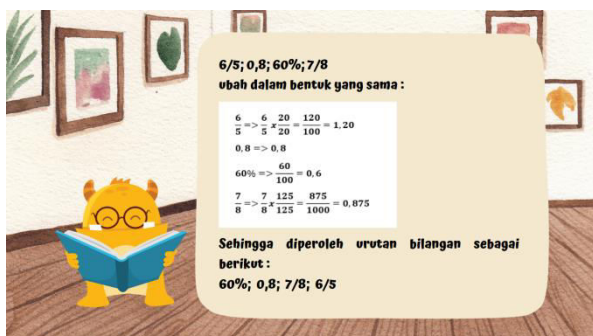 6/5; 0,8; 60%; 7/8
ubah dalam bentuk yang sama :
6/5 => 6/5 x 20/20 = 120/100 = 1,20
0,8 => 0,8
60% => 60/100 = 0,6
7/8 => 7/8 x 125/125 = 875/1000 = 0,875
Sehingga diperoleh urutan bilangan sebagai
berikut :
60%; 0,8; 7/8; 6/5